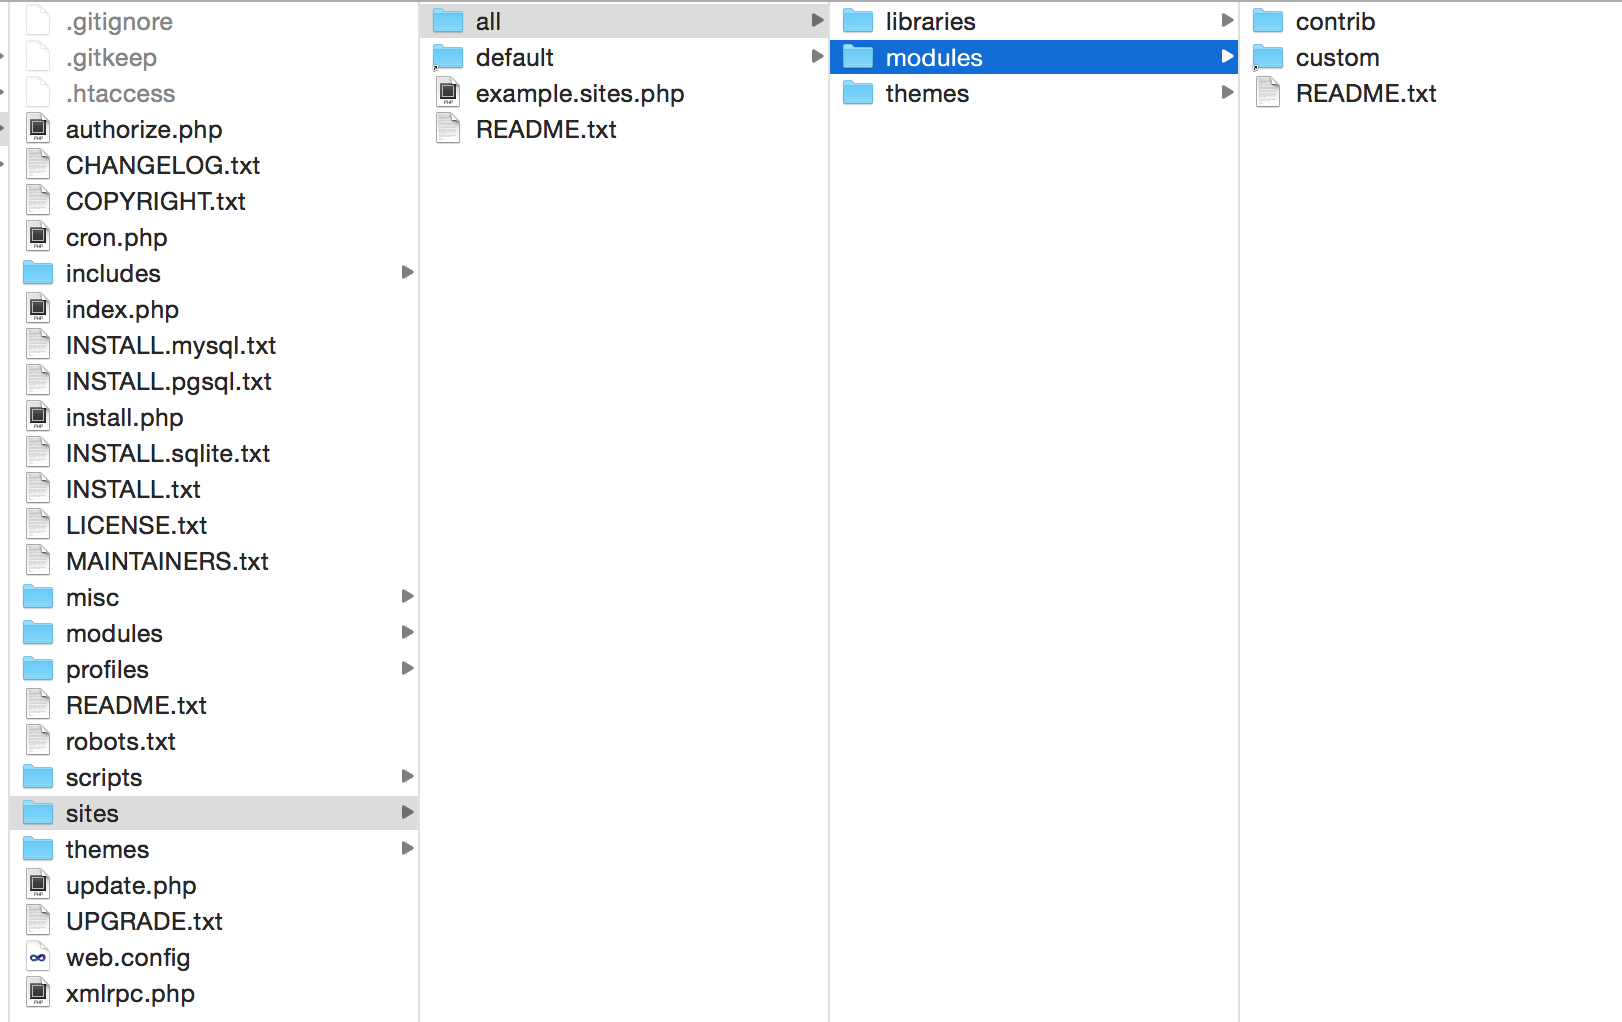 .gitignore
.gitkeep
.htaccess
authorize.php
CHANGELOG.txt
COPYRIGHT.txt
cron.php
includes
index.php
INSTALL.mysql.txt
INSTALL.pgsql.txt
install.php
INSTALL.sqlite.txt
INSTALL.txt
LICENSE.txt
MAINTAINERS.txt
misc
modules
profiles
README.txt
robots.txt
scripts
sites
themes
update.php
UPGRADE.txt
web.config
xmlrpc.php
all
default
example.sites.php
README.txt
libraries
modules
themes
contrib
custom
README.txt